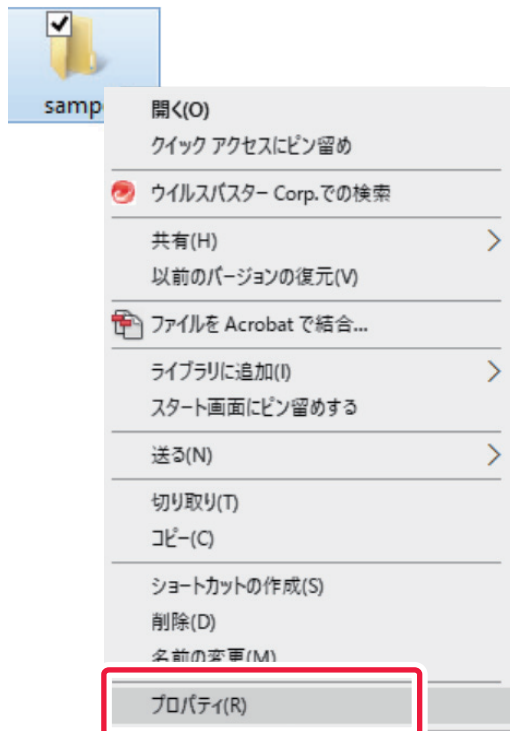 samp
開く(O)
クイック アクセスにピン留め
ウイルスバスター Corp.での検索
共有(H)
以前のバージョンの復元(V)
ファイルを Acrobat で結合...
ライブラリに追加(I)
スタート画面にピン留めする
送る(N)
切り取り(T)
コピー(C)
ショートカットの作成(S)
削除(D)
名前の変更(M)
プロパティ(R)